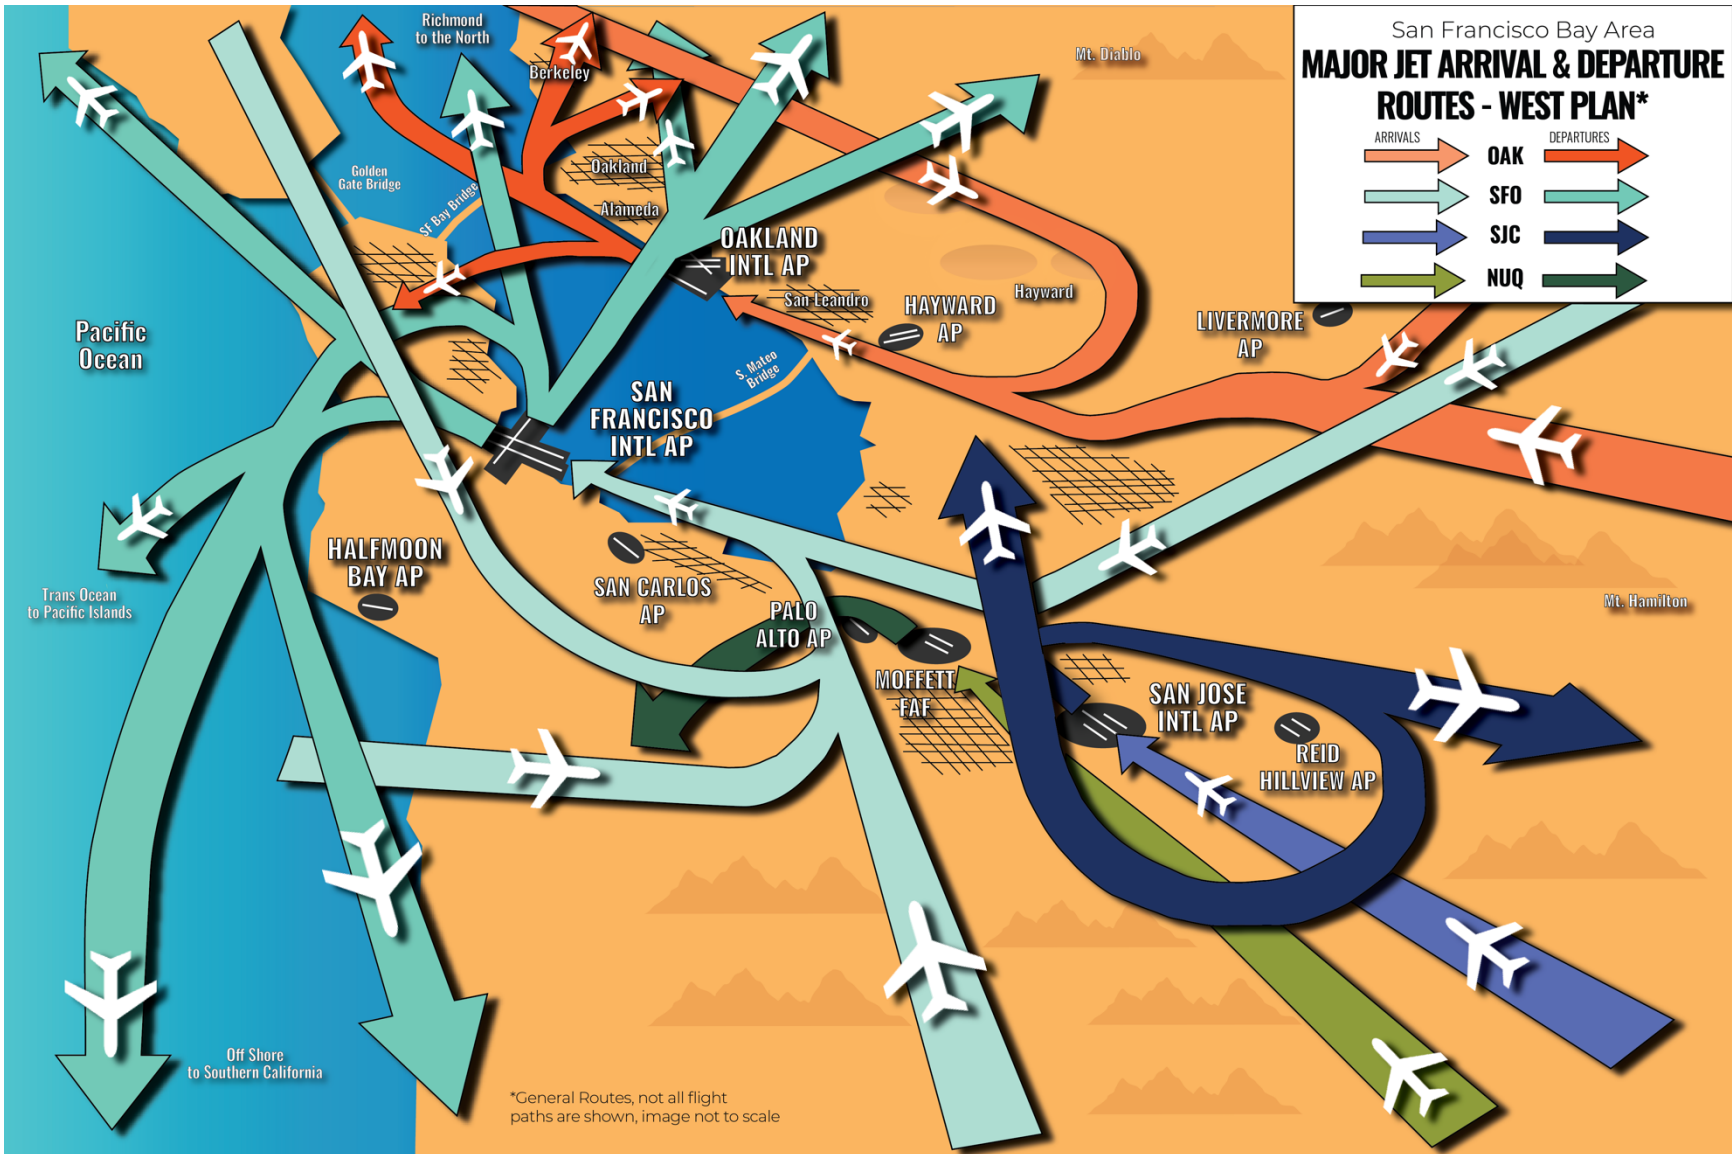 San Francisco Bay Area
MAJOR JET ARRIVAL & DEPARTURE
ROUTES - WEST PLAN*
ARRIVALS
DEPARTURES
OAK
SFO
SJC
NUQ
Richmond
to the North
Berkeley
Mt. Diablo
Golden
Gate Bridge
SF Bay Bridge
Oakland
Alameda
OAKLAND
INTL AP
San Leandro
HAYWARD
AP
Hayward
LIVERMORE
AP
Pacific
Ocean
S. Mateo
Bridge
SAN
FRANCISCO
INTL AP
HALFMOON
BAY AP
SAN CARLOS
AP
PALO
ALTO AP
Trans Ocean
to Pacific Islands
Mt. Hamilton
MOFFETT
FAF
SAN JOSE
INTL AP
REID
HILLVIEW AP
Off Shore
to Southern California
*General Routes, not all flight
paths are shown, image not to scale